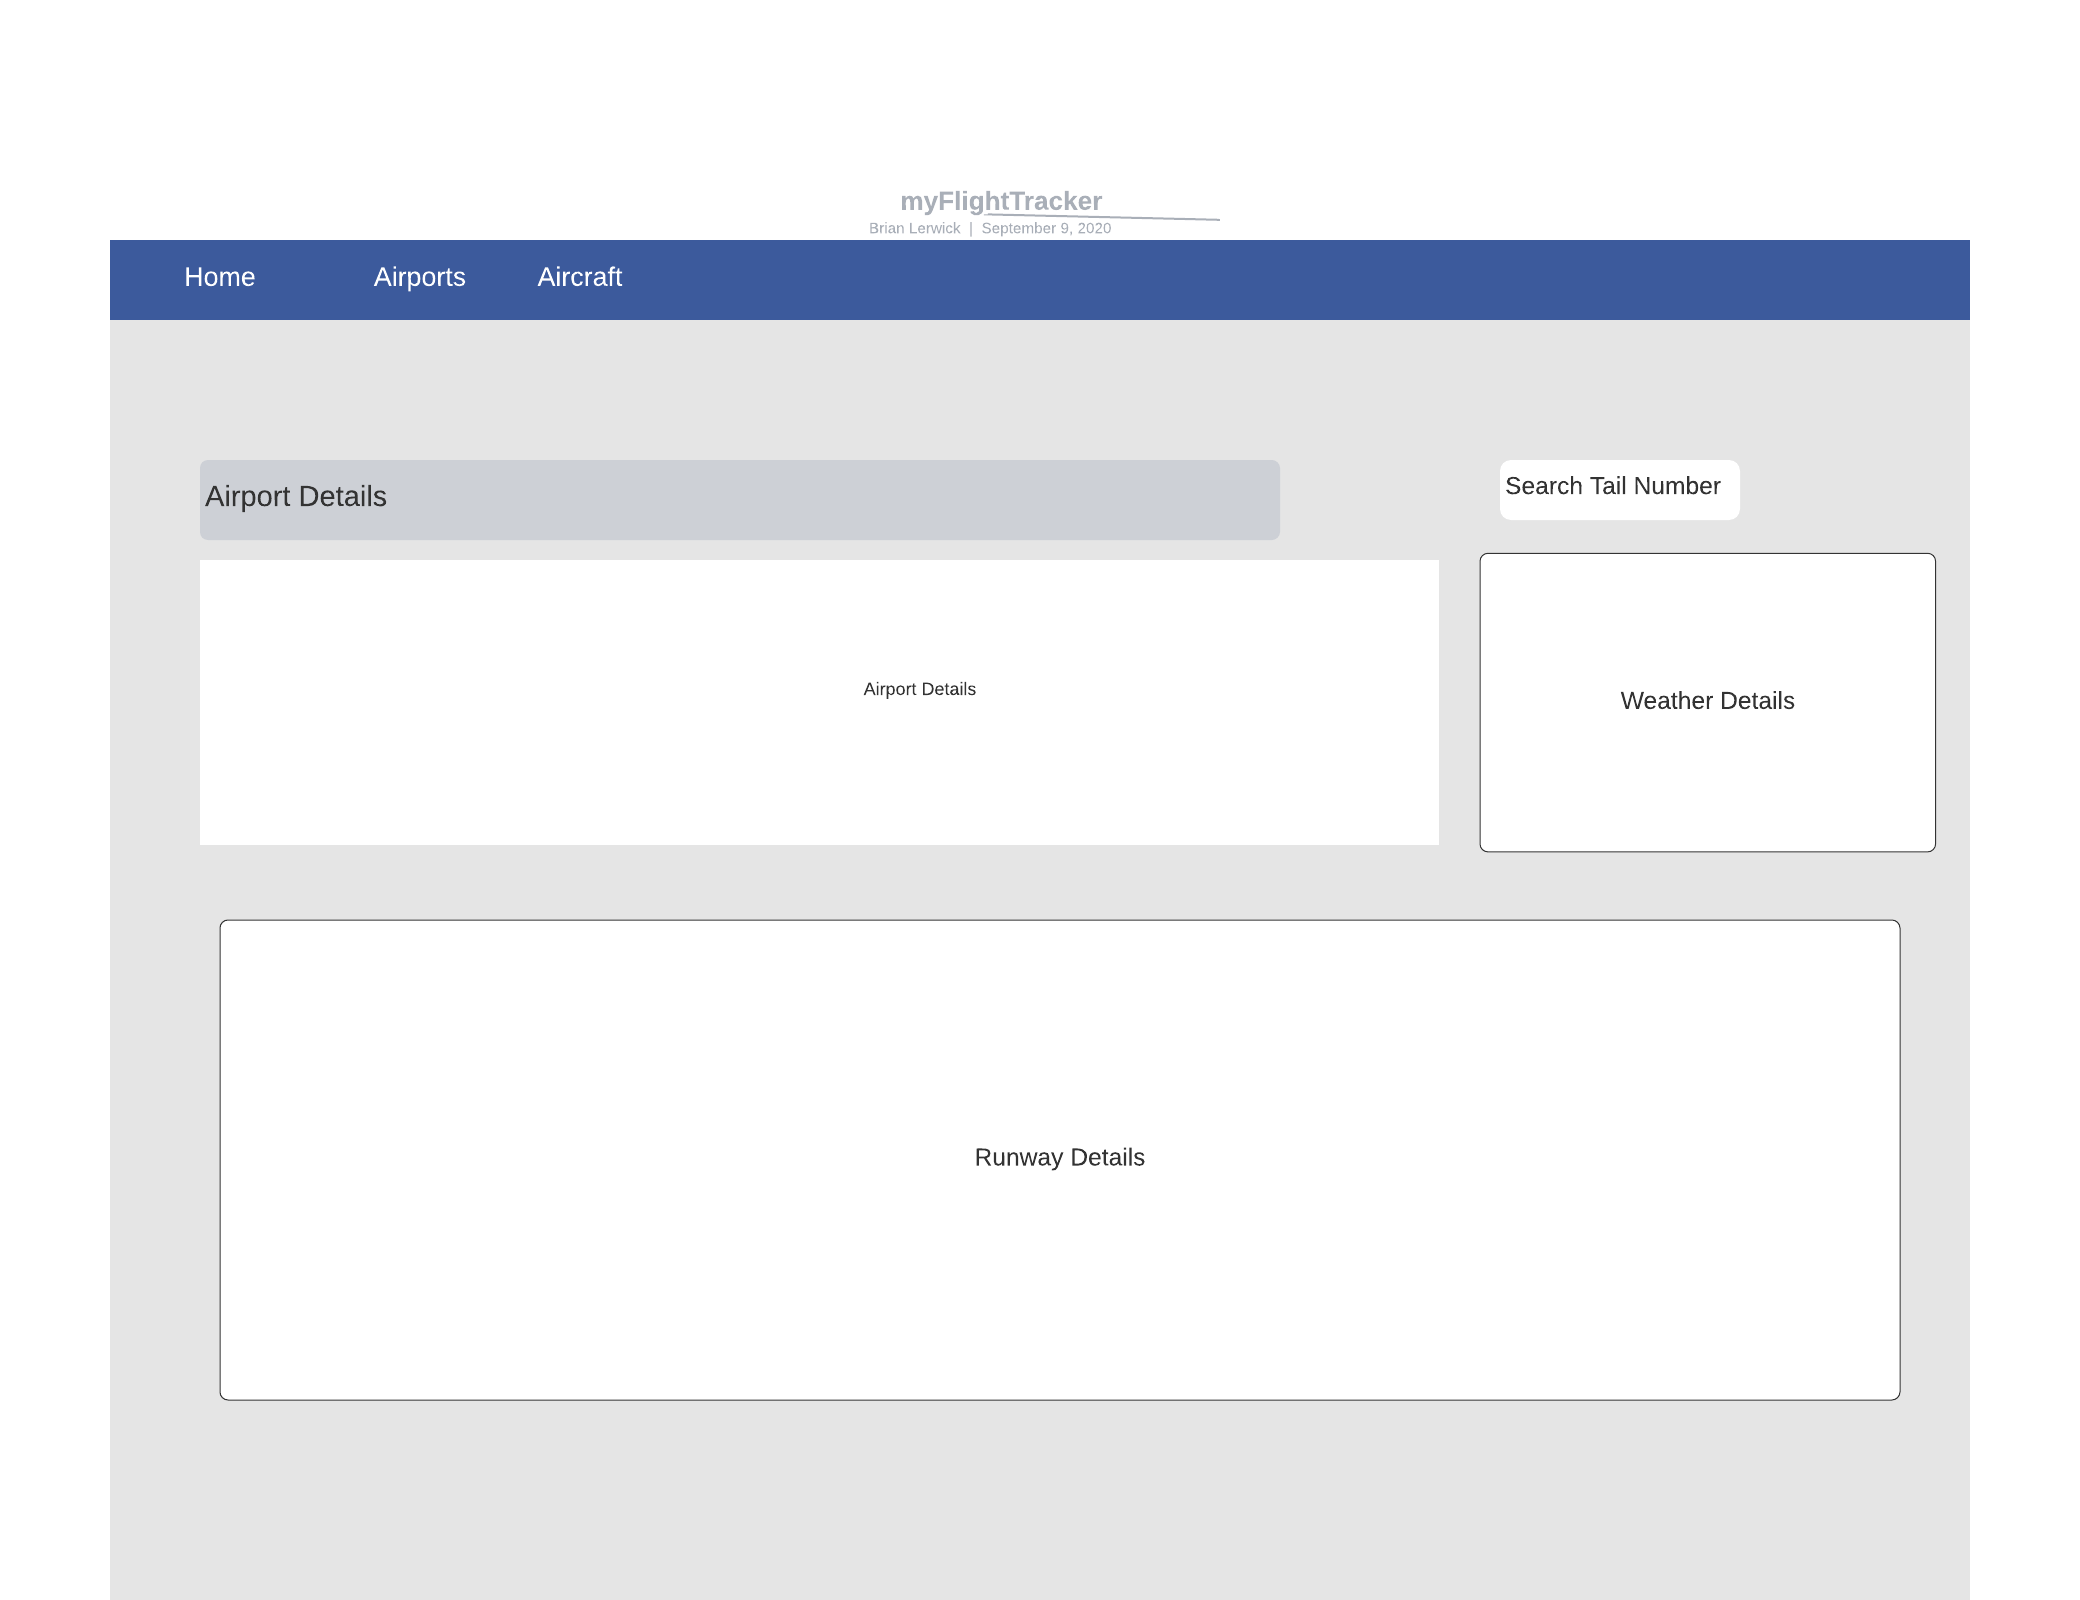 myFlightTracker
Brian Lerwick | September 9, 2020
Home Airports Aircraft
Airport Details
Search Tail Number
Airport Details
Weather Details
Runway Details